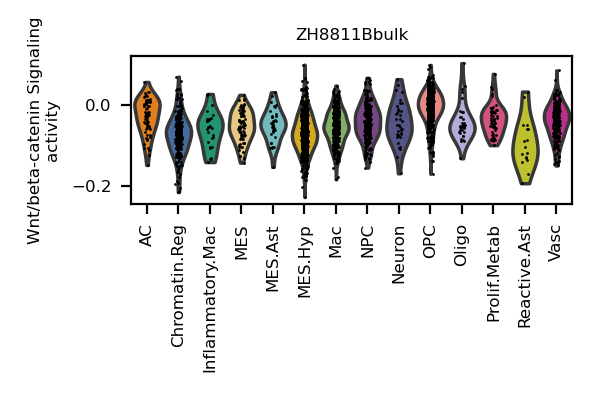 ZH8811Bbulk
Wnt/beta-catenin Signaling
activity
0.0
−0.2
AC
Chromatin.Reg
Inflammatory.Mac
MES
MES.Ast
MES.Hyp
Mac
NPC
Neuron
OPC
Oligo
Prolif.Metab
Reactive.Ast
Vasc